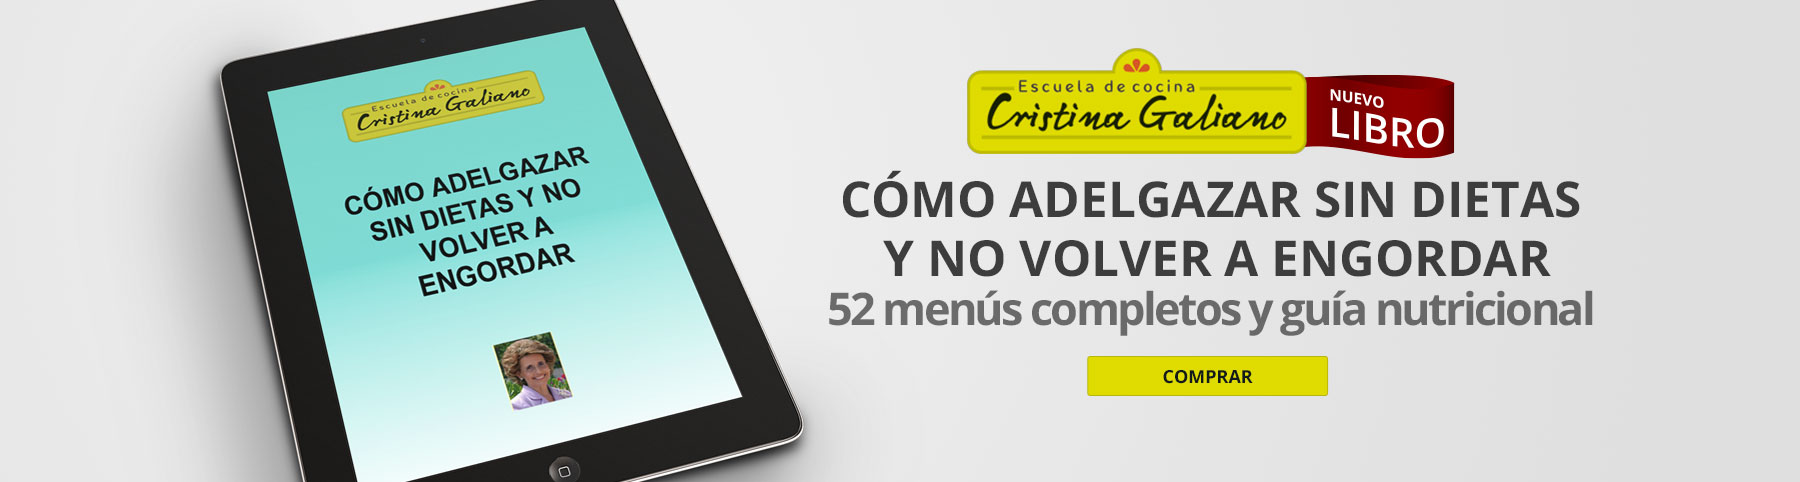 Escuela de cocina
Cristina Galiano
CÓMO ADELGAZAR
SIN DIETAS Y NO
VOLVER A
ENGORDAR
Escuela de cocina
Cristina Galiano
NUEVO
LIBRO
CÓMO ADELGAZAR SIN DIETAS
Y NO VOLVER A ENGORDAR
52 menús completos y guía nutricional
COMPRAR